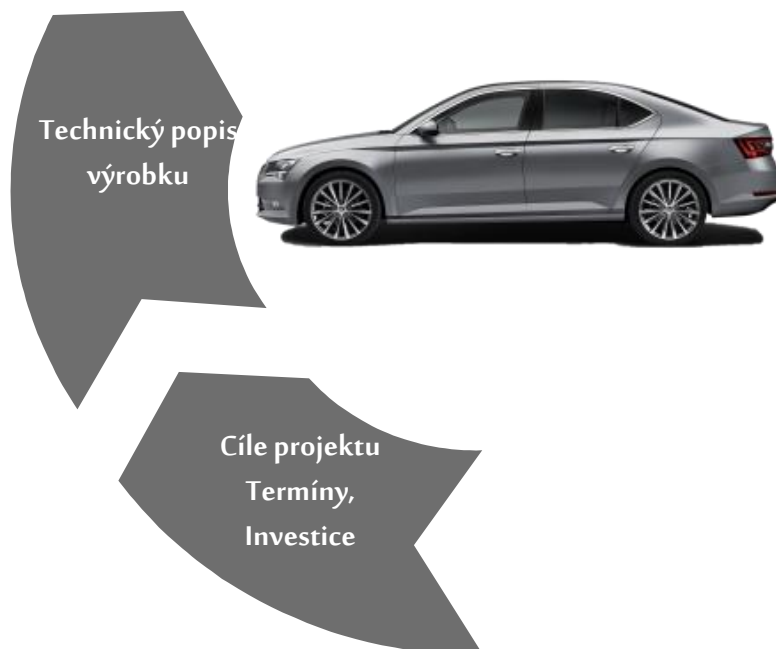 Technický popis
výrobku
Cíle projektu
Termíny,
Investice